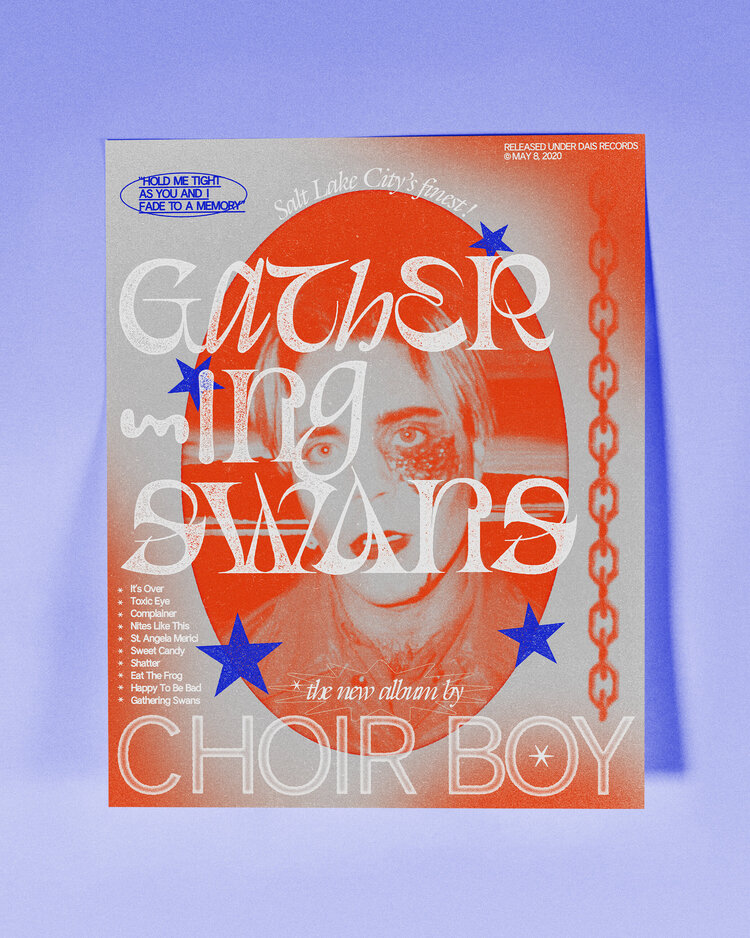 RELEASED UNDER DAIS RECORDS
© MAY 8, 2020
"HOLD ME TIGHT
AS YOU AND I
FADE TO A MEMORY"
Salt Lake City's finest!
GATHER
ING
SWANS
* It's Over
* Toxic Eye
* Complainer
* Nites Like This
* St. Angela Merici
* Sweet Candy
* Shatter
* Eat The Frog
* Happy To Be Bad
* Gathering Swans
* the new album by
CHOIR BOY